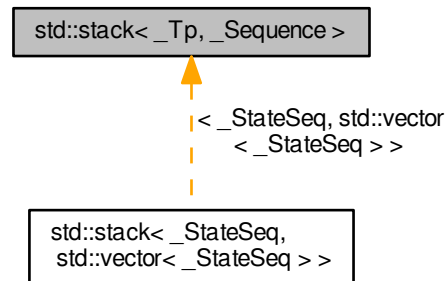 std::stack< _Tp, _Sequence >
< _StateSeq, std::vector
< _StateSeq > >
std::stack< _StateSeq,
std::vector< _StateSeq > >